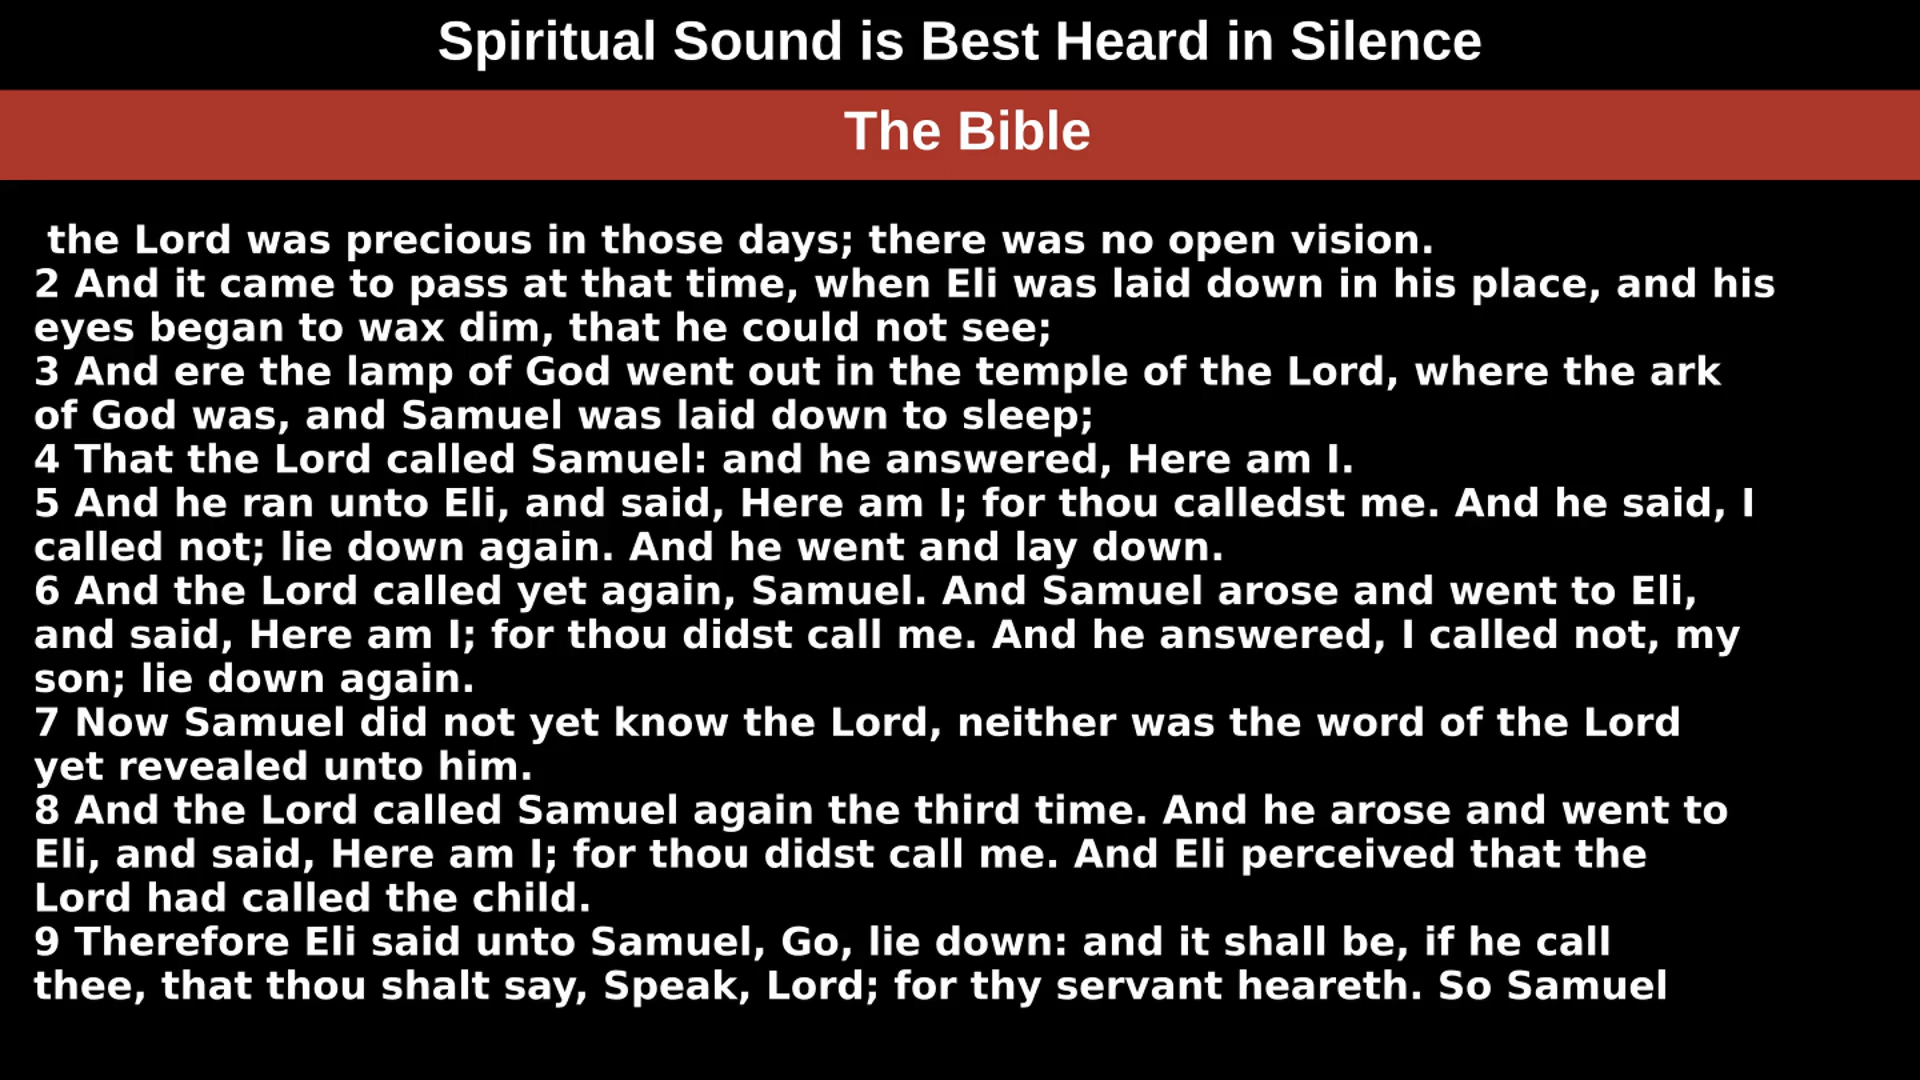 Spiritual Sound is Best Heard in Silence
The Bible
the Lord was precious in those days; there was no open vision.
2 And it came to pass at that time, when Eli was laid down in his place, and his
eyes began to wax dim, that he could not see;
3 And ere the lamp of God went out in the temple of the Lord, where the ark
of God was, and Samuel was laid down to sleep;
4 That the Lord called Samuel: and he answered, Here am I.
5 And he ran unto Eli, and said, Here am I; for thou calledst me. And he said, I
called not; lie down again. And he went and lay down.
6 And the Lord called yet again, Samuel. And Samuel arose and went to Eli,
and said, Here am I; for thou didst call me. And he answered, I called not, my
son; lie down again.
7 Now Samuel did not yet know the Lord, neither was the word of the Lord
yet revealed unto him.
8 And the Lord called Samuel again the third time. And he arose and went to
Eli, and said, Here am I; for thou didst call me. And Eli perceived that the
Lord had called the child.
9 Therefore Eli said unto Samuel, Go, lie down: and it shall be, if he call
thee, that thou shalt say, Speak, Lord; for thy servant heareth. So Samuel